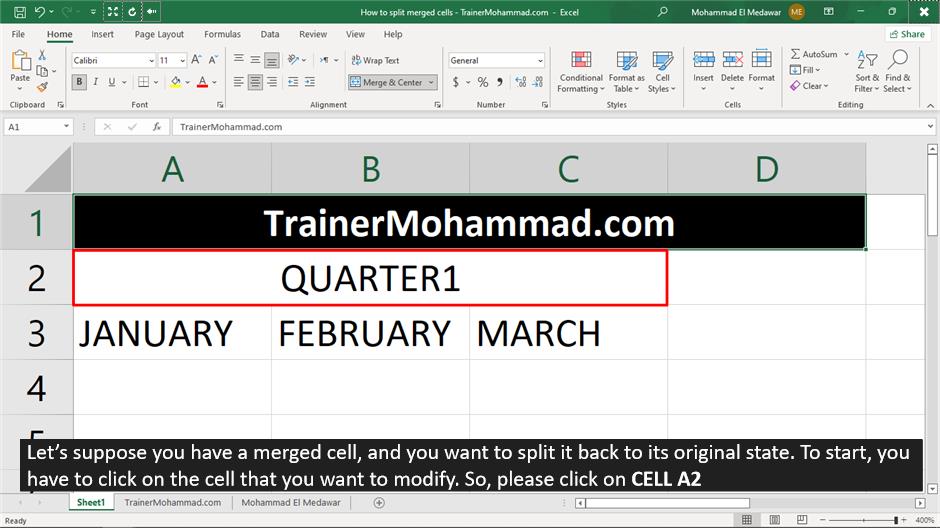 How to split merged cells - TrainerMohammad.com - Excel
Mohammad El Medawar
ME
File Home Insert Page Layout Formulas Data Review View Help
Share
Paste
Clipboard
Calibri 11
B I U
Font
Wrap Text
Merge & Center
Alignment
General
$ % ,
Number
Conditional Formatting
Format as Table
Cell Styles
Styles
Insert
Delete
Format
Cells
AutoSum
Fill
Clear
Sort & Filter
Find & Select
Editing
A1
fx
TrainerMohammad.com
A B C D
1 TrainerMohammad.com
2 QUARTER1
3 JANUARY FEBRUARY MARCH
4
Let’s suppose you have a merged cell, and you want to split it back to its original state. To start, you
have to click on the cell that you want to modify. So, please click on CELL A2
Sheet1 TrainerMohammad.com Mohammad El Medawar
Ready
400%